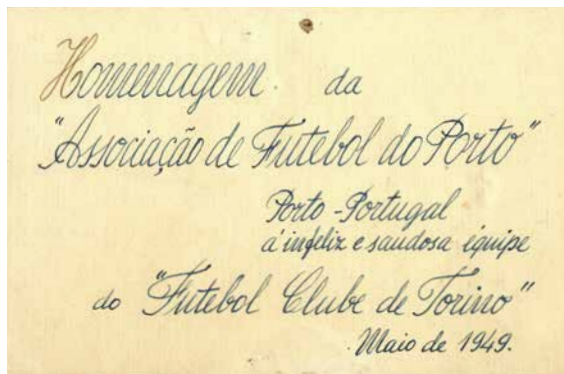 Homenagem da
"Associação de Futebol do Porto"
Porto-Portugal
á infeliz e saudosa équipe
do "Futebol Clube de Torino"
Maio de 1949.